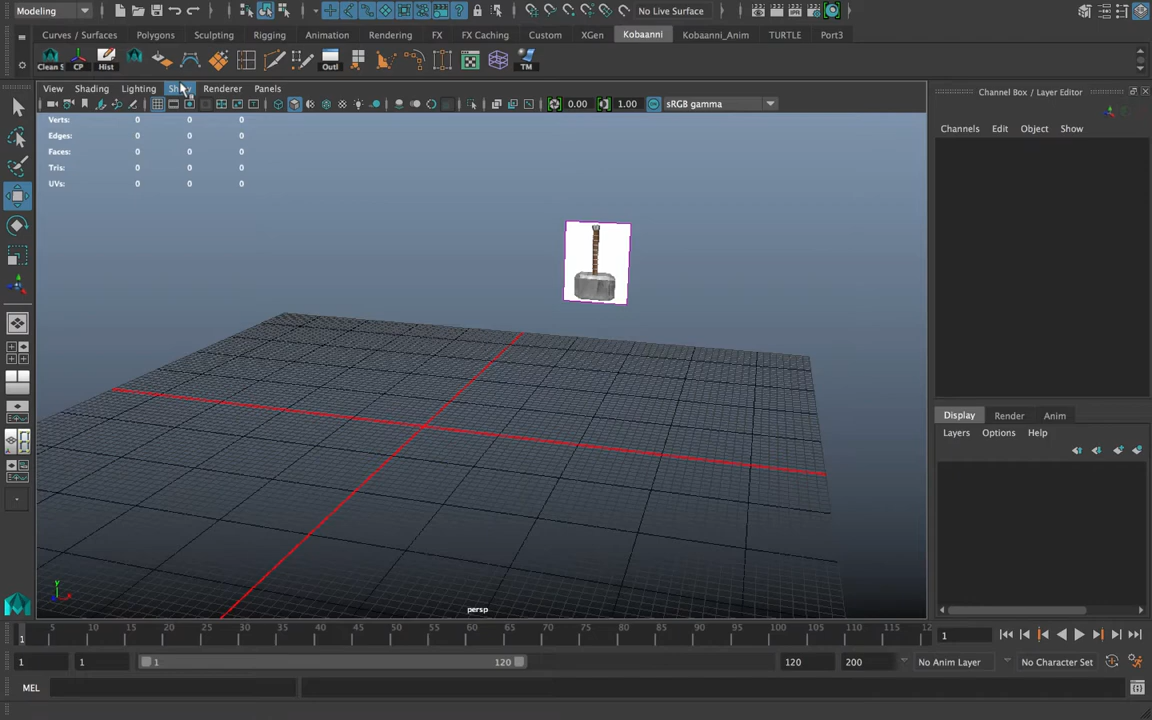 Modeling
No Live Surface
Curves / Surfaces Polygons Sculpting Rigging Animation Rendering FX FX Caching Custom XGen Kobaanni Kobaanni_Anim TURTLE Port3
Clean S CP Hist Outl TM
View Shading Lighting Renderer Panels
0.00 1.00 sRGB gamma
Verts: 0 0 0
Edges: 0 0 0
Faces: 0 0 0
Tris: 0 0 0
UVs: 0 0 0
Channel Box / Layer Editor
Channels Edit Object Show
Display Render Anim
Layers Options Help
persp
5 10 15 20 25 30 35 40 45 50 55 60 65 70 75 80 85 90 95 100 105 110 115 12
1 1
1 1 1 120 120 200 No Anim Layer No Character Set
MEL